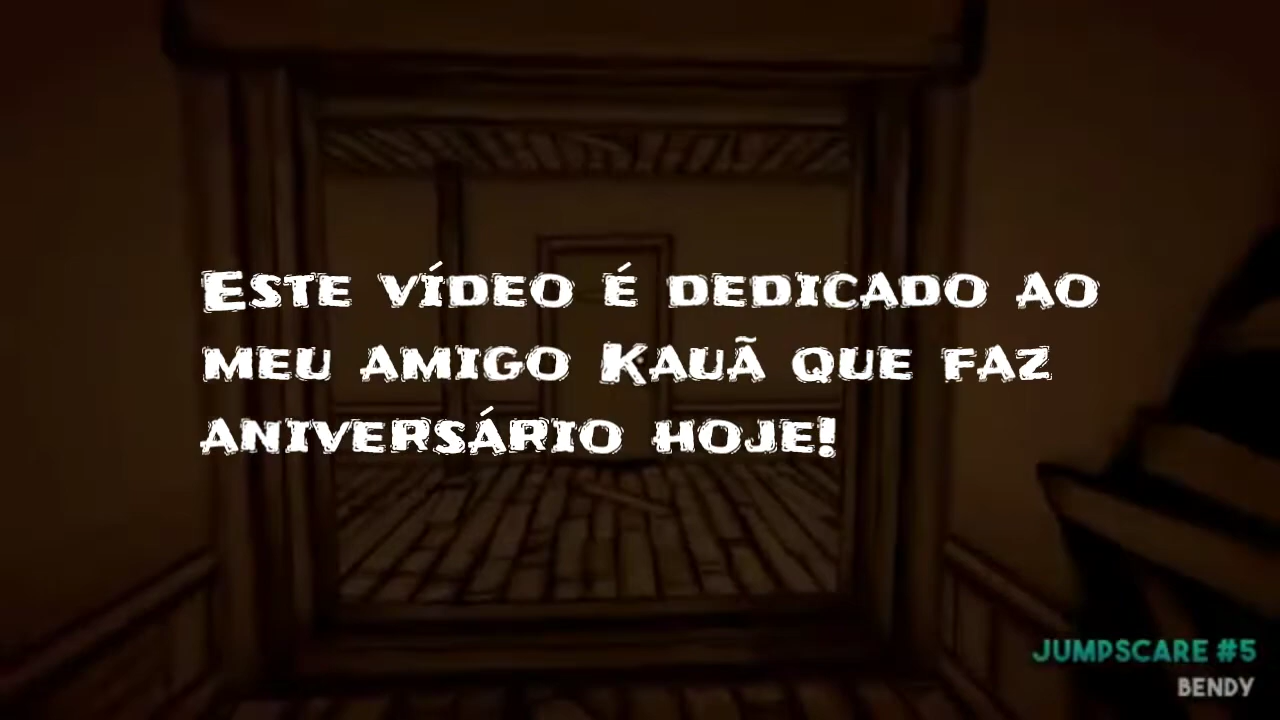 Este vídeo é dedicado ao
meu amigo Kauã que faz
aniversário hoje!
JUMPSCARE #5
BENDY